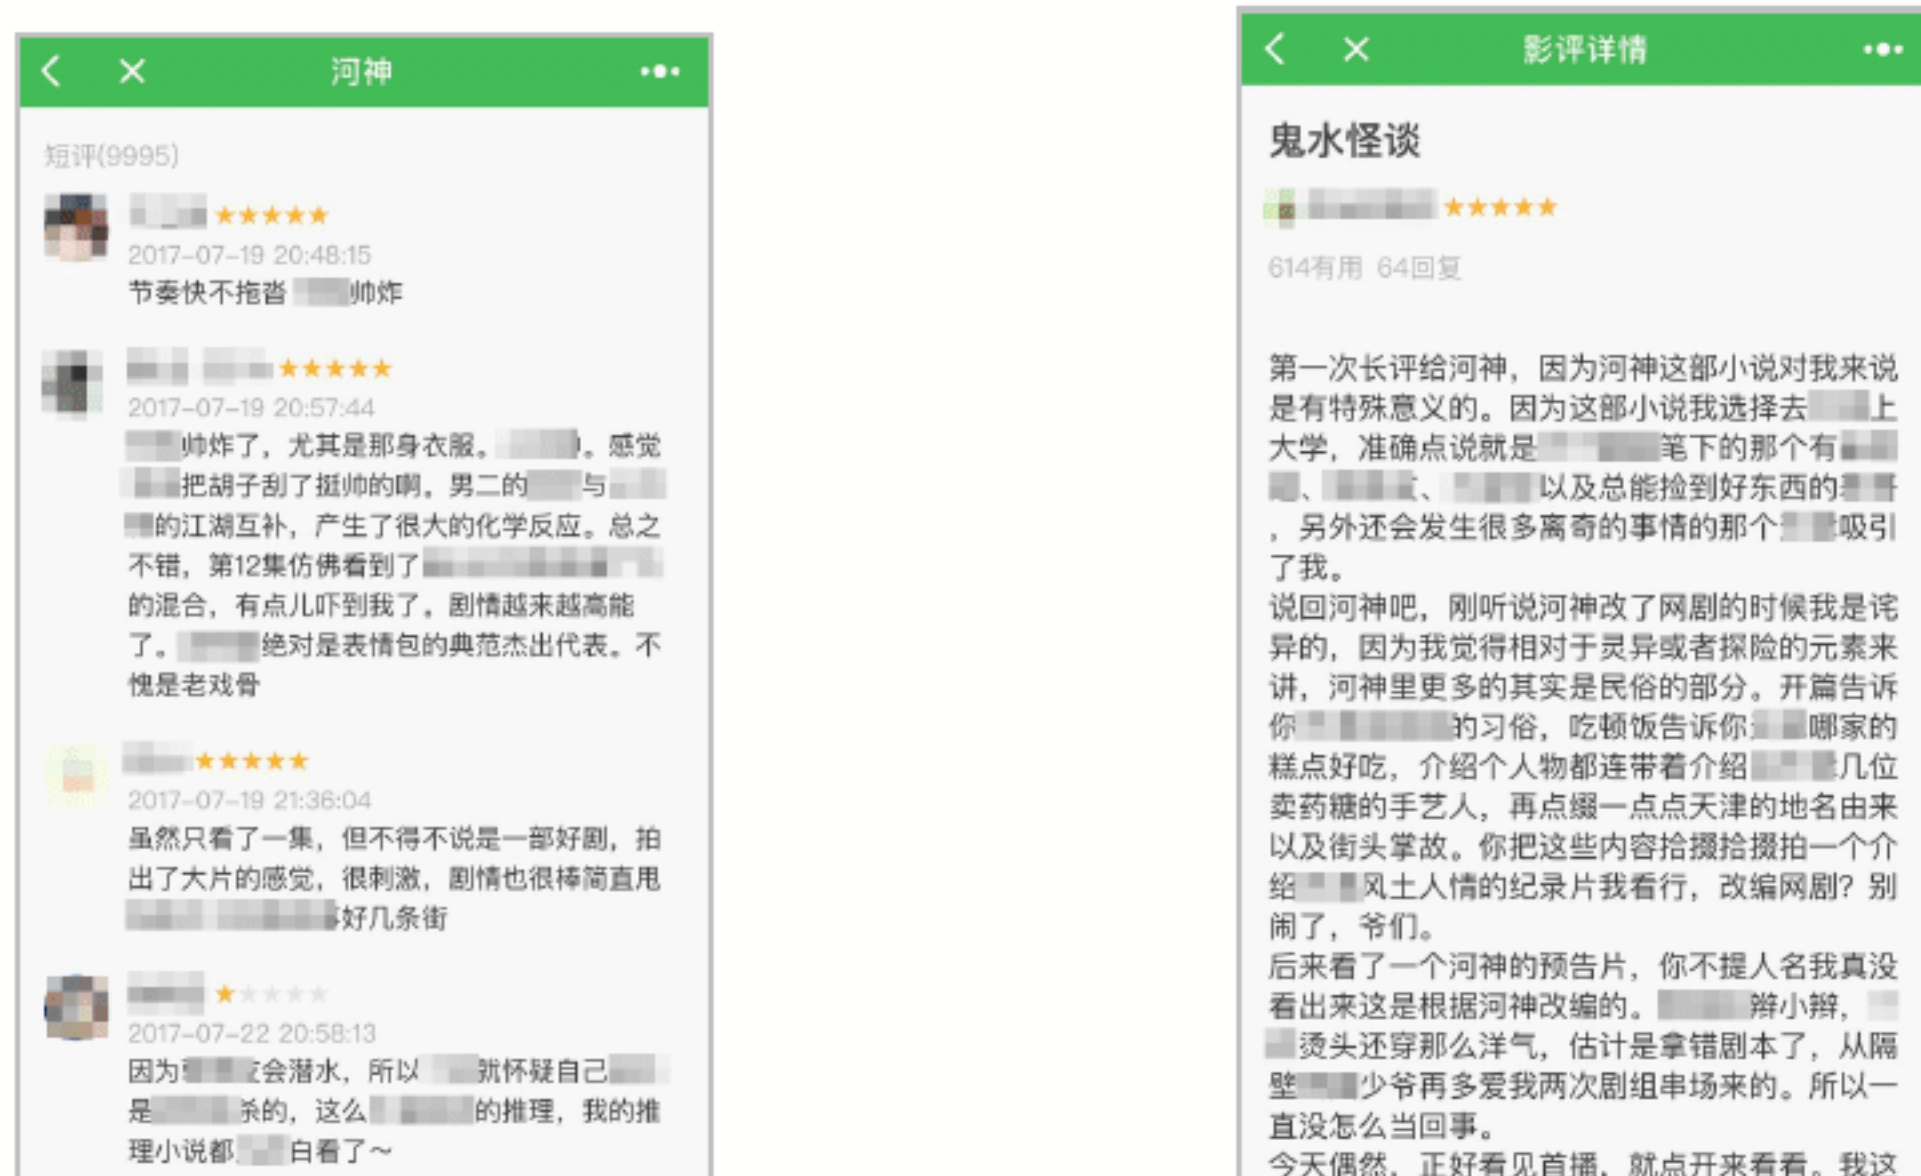 河神
短评(9995)
2017-07-19 20:48:15
节奏快不拖沓 帅炸
2017-07-19 20:57:44
帅炸了，尤其是那身衣服。 。感觉
把胡子刮了挺帅的啊，男二的 与
的江湖互补，产生了很大的化学反应。总之
不错，第12集仿佛看到了
的混合，有点儿吓到我了，剧情越来越高能
了。 绝对是表情包的典范杰出代表。不
愧是老戏骨
2017-07-19 21:36:04
虽然只看了一集，但不得不说是一部好剧，拍
出了大片的感觉，很刺激，剧情也很棒简直甩
好几条街
2017-07-22 20:58:13
因为 会潜水，所以 就怀疑自己
是 杀的，这么 的推理，我的推
理小说都 白看了～
影评详情
鬼水怪谈
614有用 64回复
第一次长评给河神，因为河神这部小说对我来说
是有特殊意义的。因为这部小说我选择去 上
大学，准确点说就是 笔下的那个有
、 、 以及总能捡到好东西的
，另外还会发生很多离奇的事情的那个 吸引
了我。
说回河神吧，刚听说河神改了网剧的时候我是诧
异的，因为我觉得相对于灵异或者探险的元素来
讲，河神里更多的其实是民俗的部分。开篇告诉
你 的习俗，吃顿饭告诉你 哪家的
糕点好吃，介绍个人物都连带着介绍 几位
卖药糖的手艺人，再点缀一点点天津的地名由来
以及街头掌故。你把这些内容拾掇拾掇拍一个介
绍 风土人情的纪录片我看行，改编网剧？别
闹了，爷们。
后来看了一个河神的预告片，你不提人名我真没
看出来这是根据河神改编的。 辫小辫，
烫头还穿那么洋气，估计是拿错剧本了，从隔
壁 少爷再多爱我两次剧组串场来的。所以一
直没怎么当回事。
今天偶然，正好看见首播，就点开来看看。我这